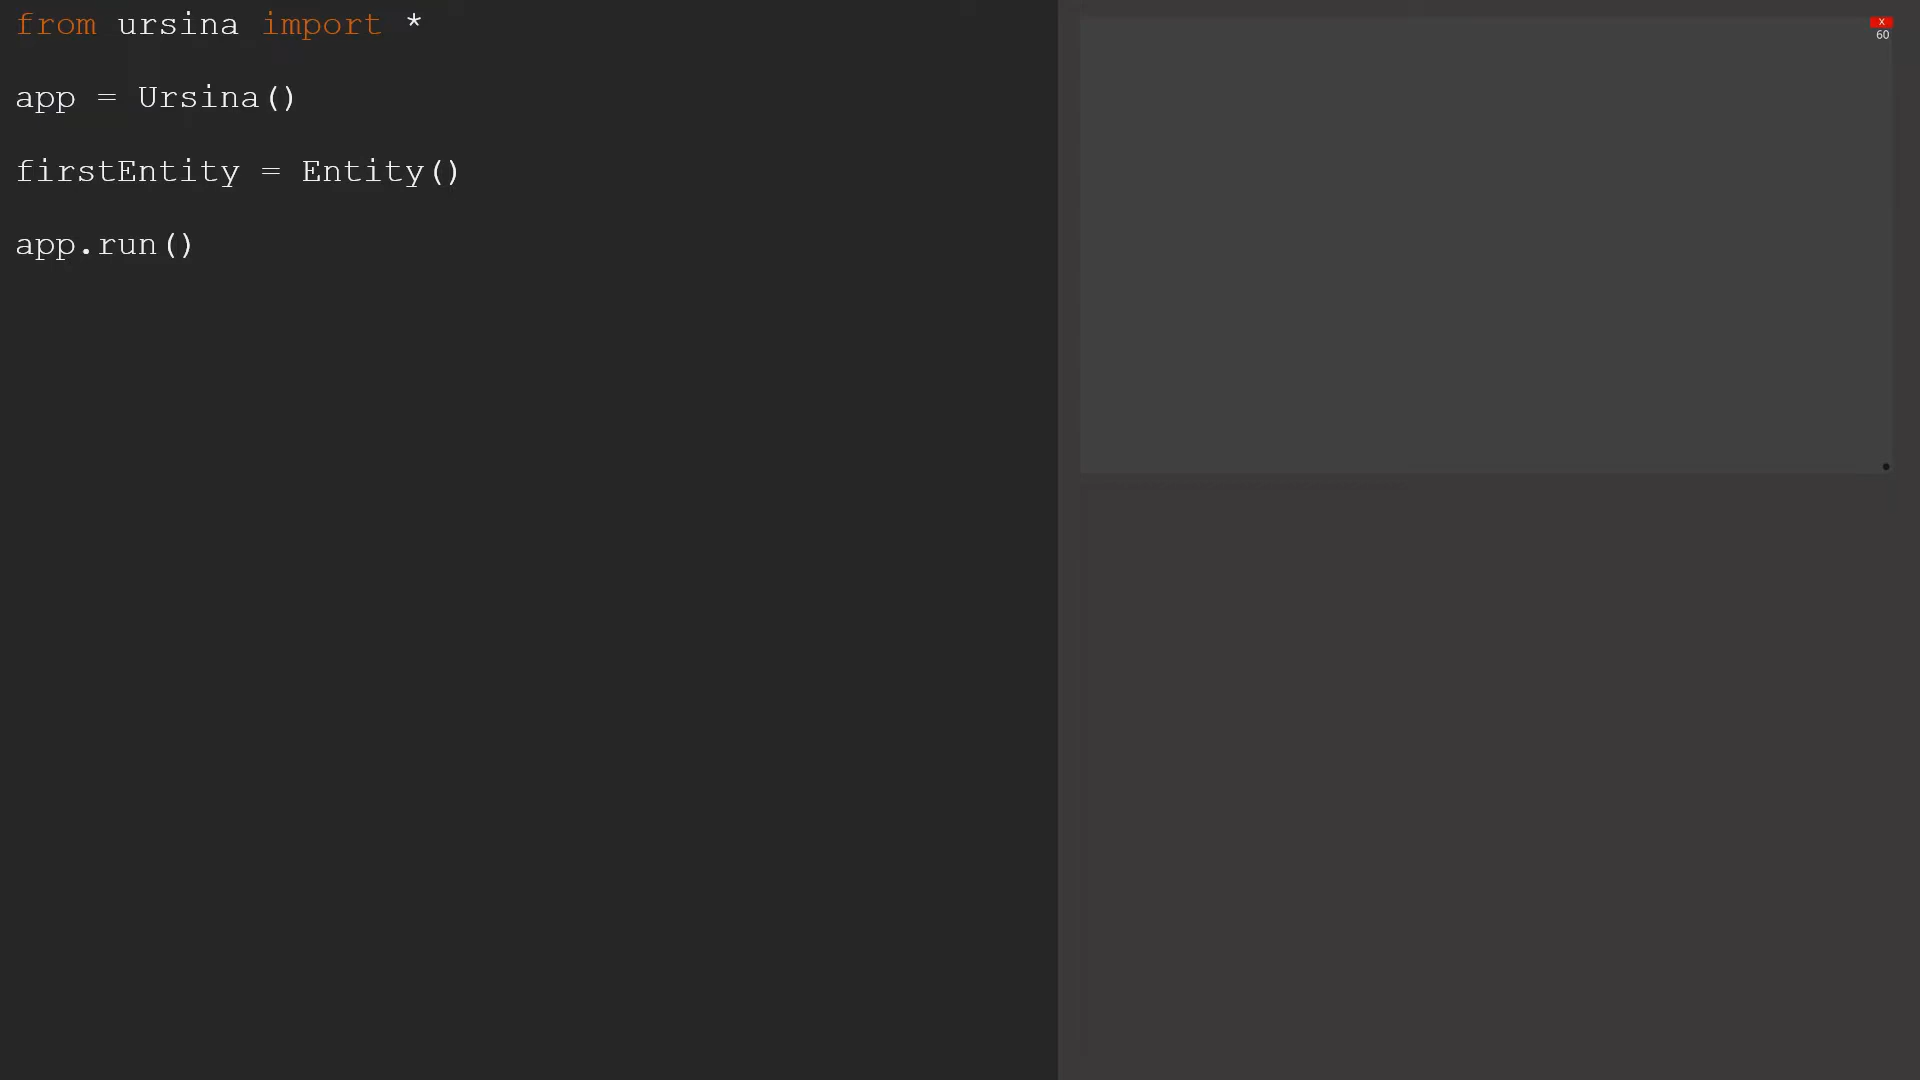 from ursina import *
app = Ursina()
firstEntity = Entity()
app.run()
x
60